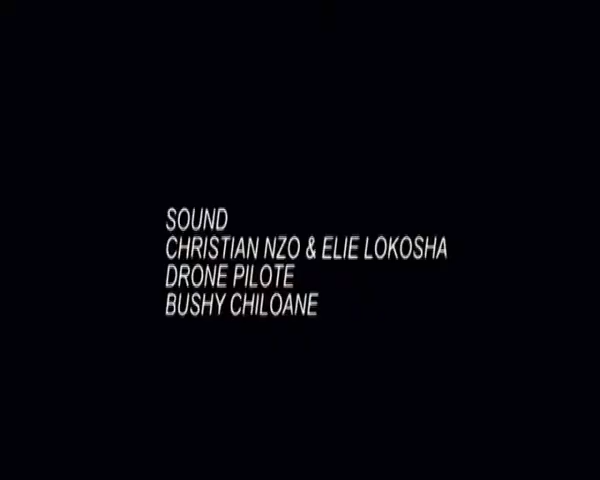 SOUND
CHRISTIAN NZO & ELIE LOKOSHA
DRONE PILOTE
BUSHY CHILOANE